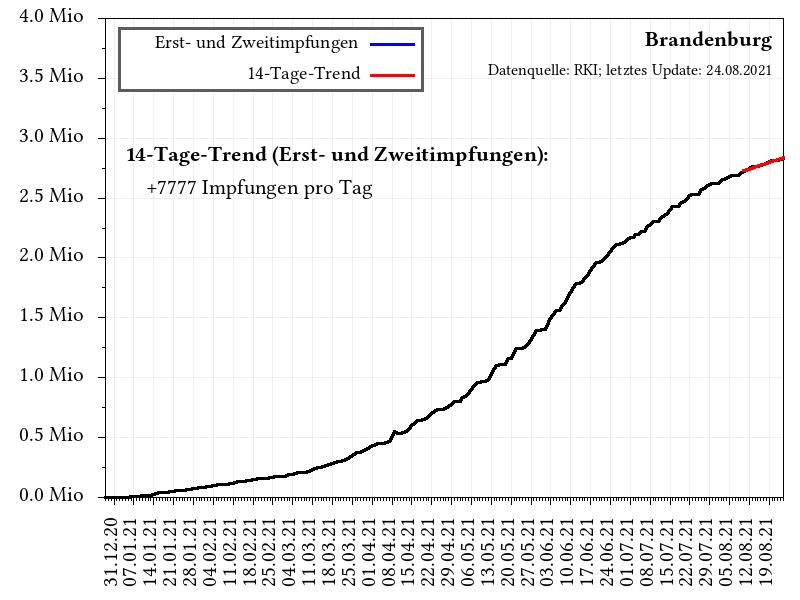 4.0 Mio
3.5 Mio
3.0 Mio
2.5 Mio
2.0 Mio
1.5 Mio
1.0 Mio
0.5 Mio
0.0 Mio
Erst- und Zweitimpfungen
14-Tage-Trend
Brandenburg
Datenquelle: RKI; letztes Update: 24.08.2021
14-Tage-Trend (Erst- und Zweitimpfungen):
+7777 Impfungen pro Tag
31.12.20
07.01.21
14.01.21
21.01.21
28.01.21
04.02.21
11.02.21
18.02.21
25.02.21
04.03.21
11.03.21
18.03.21
25.03.21
01.04.21
08.04.21
15.04.21
22.04.21
29.04.21
06.05.21
13.05.21
20.05.21
27.05.21
03.06.21
10.06.21
17.06.21
24.06.21
01.07.21
08.07.21
15.07.21
22.07.21
29.07.21
05.08.21
12.08.21
19.08.21